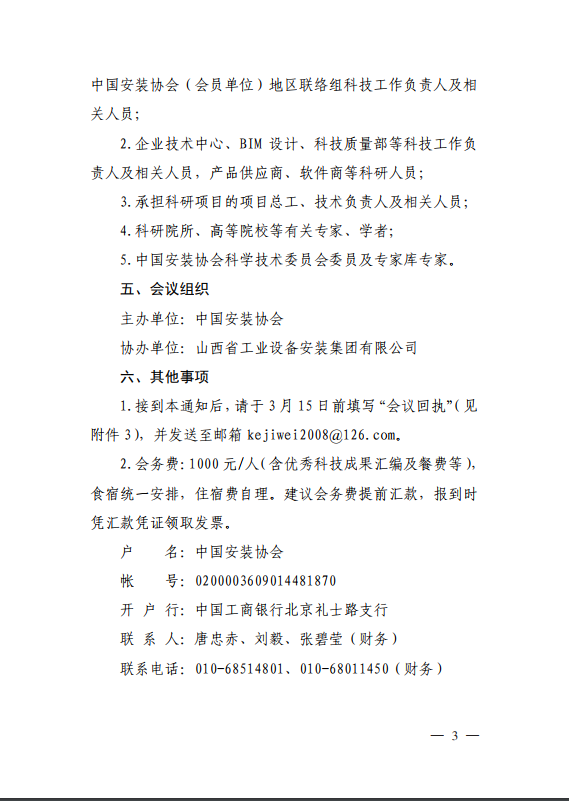 中国安装协会（会员单位）地区联络组科技工作负责人及相
关人员；
2.企业技术中心、BIM 设计、科技质量部等科技工作负
责人及相关人员，产品供应商、软件商等科研人员；
3.承担科研项目的项目总工、技术负责人及相关人员；
4.科研院所、高等院校等有关专家、学者；
5.中国安装协会科学技术委员会委员及专家库专家。
五、会议组织
主办单位：中国安装协会
协办单位：山西省工业设备安装集团有限公司
六、其他事项
1.接到本通知后，请于 3 月 15 日前填写“会议回执”（见
附件 3），并发送至邮箱 kejiwei2008@126.com。
2.会务费：1000 元/人（含优秀科技成果汇编及餐费等），
食宿统一安排，住宿费自理。建议会务费提前汇款，报到时
凭汇款凭证领取发票。
户 名：中国安装协会
帐 号：0200003609014481870
开 户 行：中国工商银行北京礼士路支行
联 系 人：唐忠赤、刘毅、张碧莹（财务）
联系电话：010-68514801、010-68011450（财务）
— 3 —